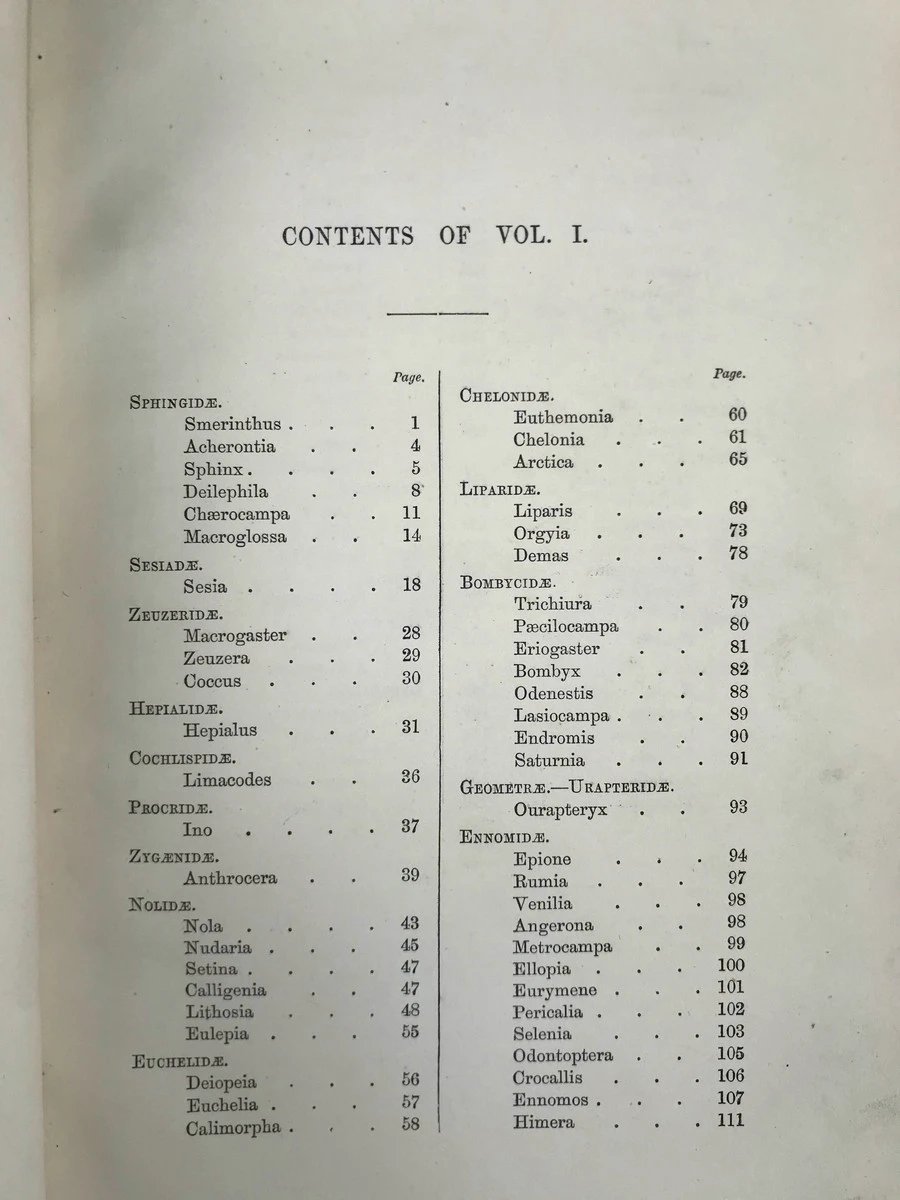 CONTENTS OF VOL. I.
Page.
SPHINGIDÆ.
Smerinthus . . . 1
Acherontia . . 4
Sphinx . . . . 5
Deilephila . . 8
Chærocampa . . 11
Macroglossa . . 14
SESIADÆ.
Sesia . . . . 18
ZEUZERIDÆ.
Macrogaster . . 28
Zeuzera . . . 29
Coccus . . . 30
HEPIALIDÆ.
Hepialus . . . 31
COCHLISPIDÆ.
Limacodes . . 36
PROCRIDÆ.
Ino . . . . 37
ZYGÆNIDÆ.
Anthrocera . . 39
NOLIDÆ.
Nola . . . . 43
Nudaria . . . 45
Setina . . . . 47
Calligenia . . 47
Lithosia . . . 48
Eulepia . . . 55
EUCHELIDÆ.
Deiopeia . . . 56
Euchelia . . . 57
Calimorpha . . . 58
Page.
CHELONIDÆ.
Euthemonia . . 60
Chelonia . . . 61
Arctica . . . 65
LIPARIDÆ.
Liparis . . . 69
Orgyia . . . 73
Demas . . . 78
BOMBYCIDÆ.
Trichiura . . 79
Pæcilocampa . . 80
Eriogaster . . 81
Bombyx . . . 82
Odenestis . . 88
Lasiocampa . . . 89
Endromis . . 90
Saturnia . . . 91
GEOMETRÆ.—URAPTERIDÆ.
Ourapteryx . . 93
ENNOMIDÆ.
Epione . . . 94
Rumia . . . 97
Venilia . . . 98
Angerona . . 98
Metrocampa . . 99
Ellopia . . . 100
Eurymene . . . 101
Pericalia . . . 102
Selenia . . . 103
Odontoptera . . 105
Crocallis . . . 106
Ennomos . . . 107
Himera . . . 111